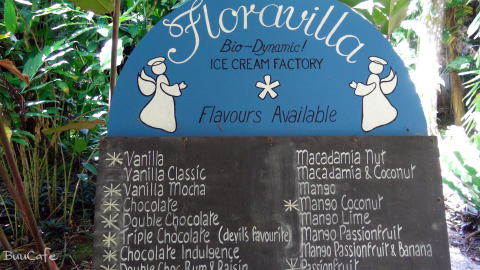 Floravilla
Bio-Dynamic!
ICE CREAM FACTORY
Flavours Available
Vanilla
Vanilla Classic
Vanilla Mocha
Chocolate
Double Chocolate
Triple Chocolate (devils favourite)
Chocolate Indulgence
Double Choc Rum & Raisin
Macadamia Nut
Macadamia & Coconut
Mango
Mango Coconut
Mango Lime
Mango Passionfruit
Mango Passionfruit & Banana
Passionfruit
BuuCafe